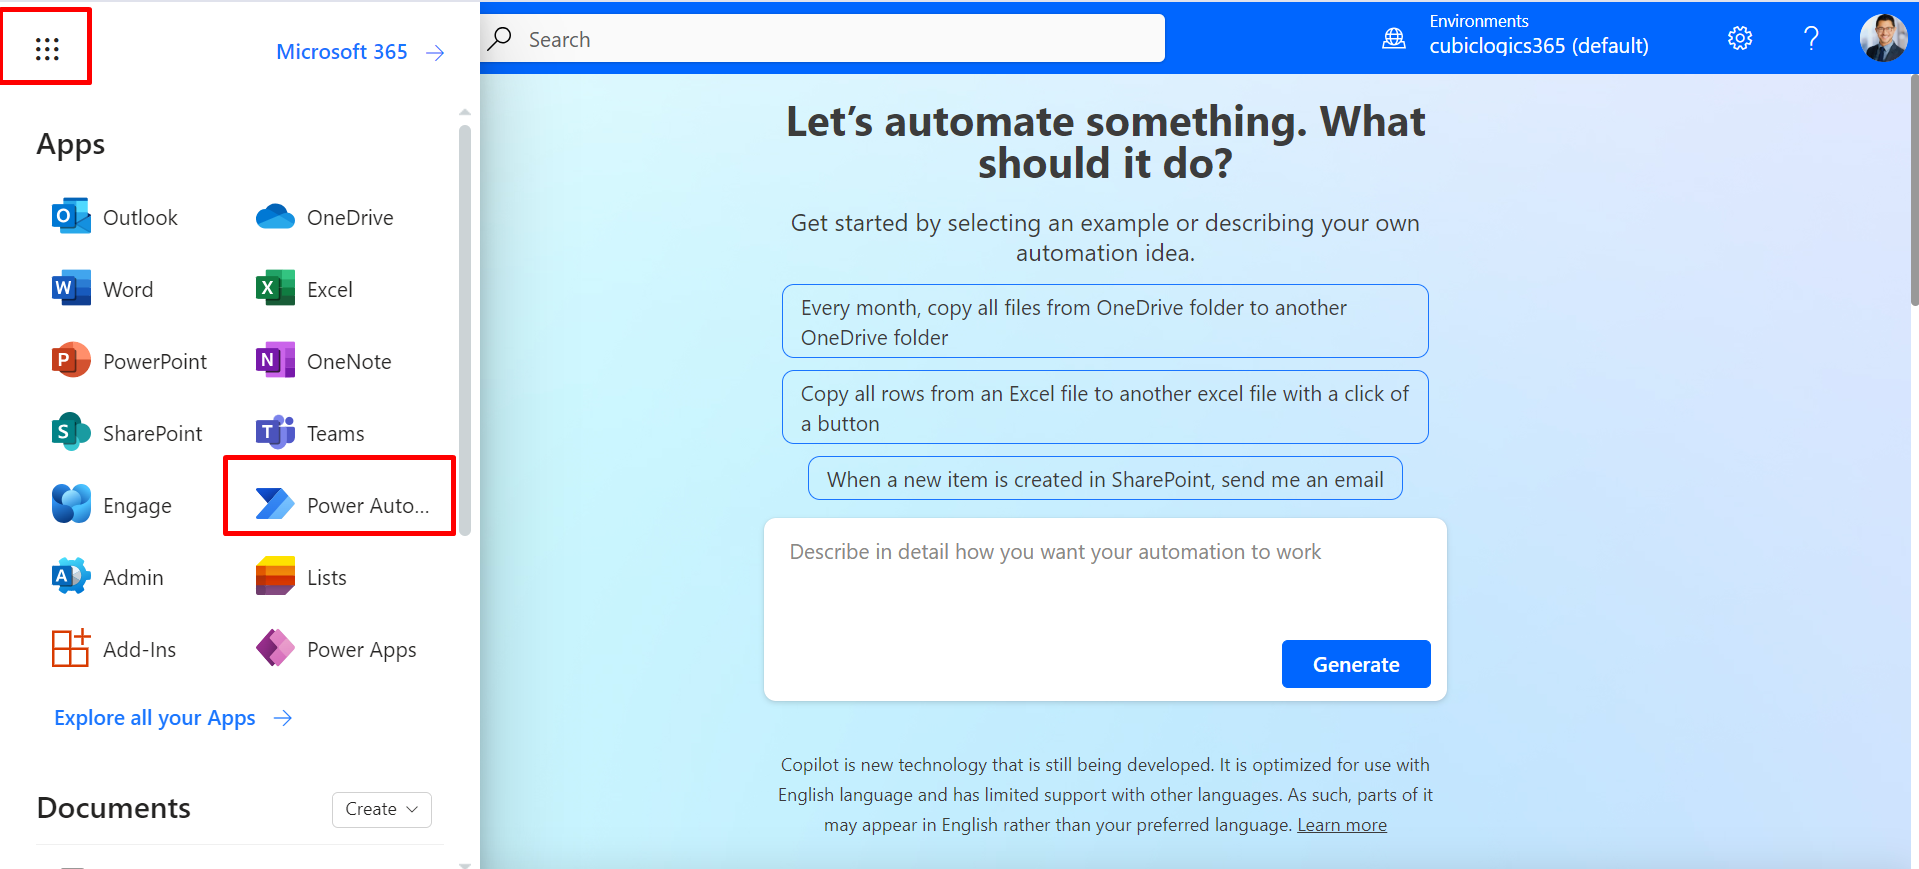 Microsoft 365
Search
Environments
cubiclogics365 (default)
Apps
Outlook
OneDrive
Word
Excel
PowerPoint
OneNote
SharePoint
Teams
Engage
Power Auto...
Admin
Lists
Add-Ins
Power Apps
Explore all your Apps
Documents
Create
Let’s automate something. What
should it do?
Get started by selecting an example or describing your own
automation idea.
Every month, copy all files from OneDrive folder to another
OneDrive folder
Copy all rows from an Excel file to another excel file with a click of
a button
When a new item is created in SharePoint, send me an email
Describe in detail how you want your automation to work
Generate
Copilot is new technology that is still being developed. It is optimized for use with
English language and has limited support with other languages. As such, parts of it
may appear in English rather than your preferred language. Learn more